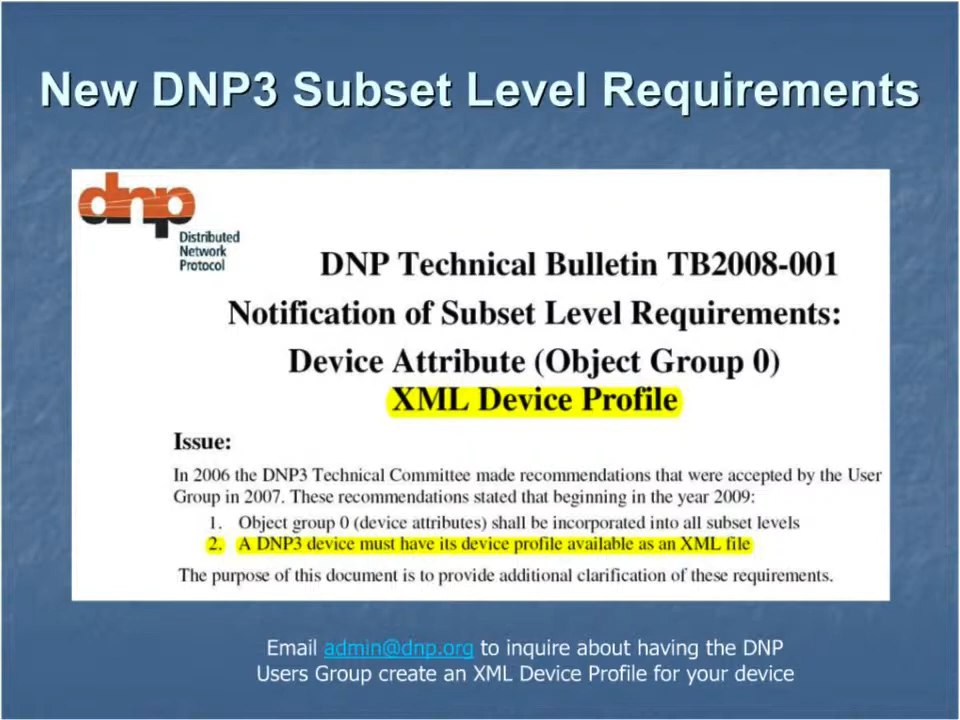 New DNP3 Subset Level Requirements
dnp
Distributed
Network
Protocol
DNP Technical Bulletin TB2008-001
Notification of Subset Level Requirements:
Device Attribute (Object Group 0)
XML Device Profile
Issue:
In 2006 the DNP3 Technical Committee made recommendations that were accepted by the User
Group in 2007. These recommendations stated that beginning in the year 2009:
1. Object group 0 (device attributes) shall be incorporated into all subset levels
2. A DNP3 device must have its device profile available as an XML file
The purpose of this document is to provide additional clarification of these requirements.
Email admin@dnp.org to inquire about having the DNP
Users Group create an XML Device Profile for your device